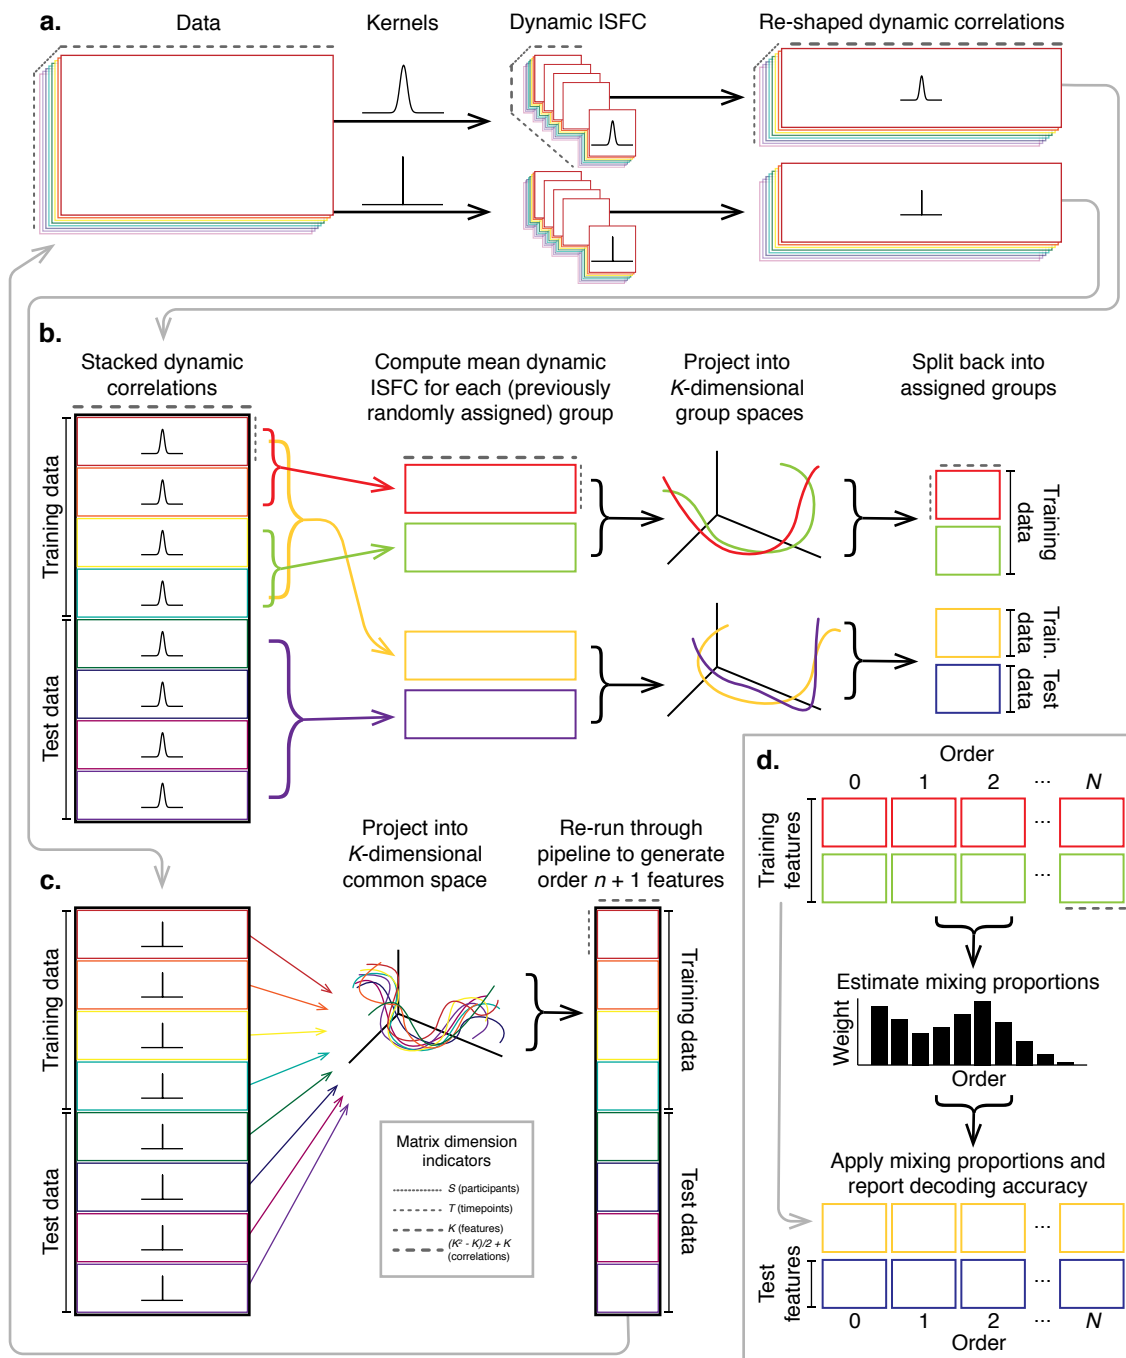 a.
Data
Kernels
Dynamic ISFC
Re-shaped dynamic correlations
b.
Stacked dynamic
correlations
Compute mean dynamic
ISFC for each (previously
randomly assigned) group
Project into
K-dimensional
group spaces
Split back into
assigned groups
Training data
Test data
Training
data
Train.
data
Test
data
c.
Project into
K-dimensional
common space
Re-run through
pipeline to generate
order n + 1 features
Training data
Test data
Training data
Test data
Matrix dimension
indicators
S (participants)
T (timepoints)
K (features)
(K² - K)/2 + K
(correlations)
d.
Order
0 1 2 ... N
Training
features
...
...
Estimate mixing proportions
Weight
Order
Apply mixing proportions and
report decoding accuracy
...
Test
features
...
0 1 2 ... N
Order